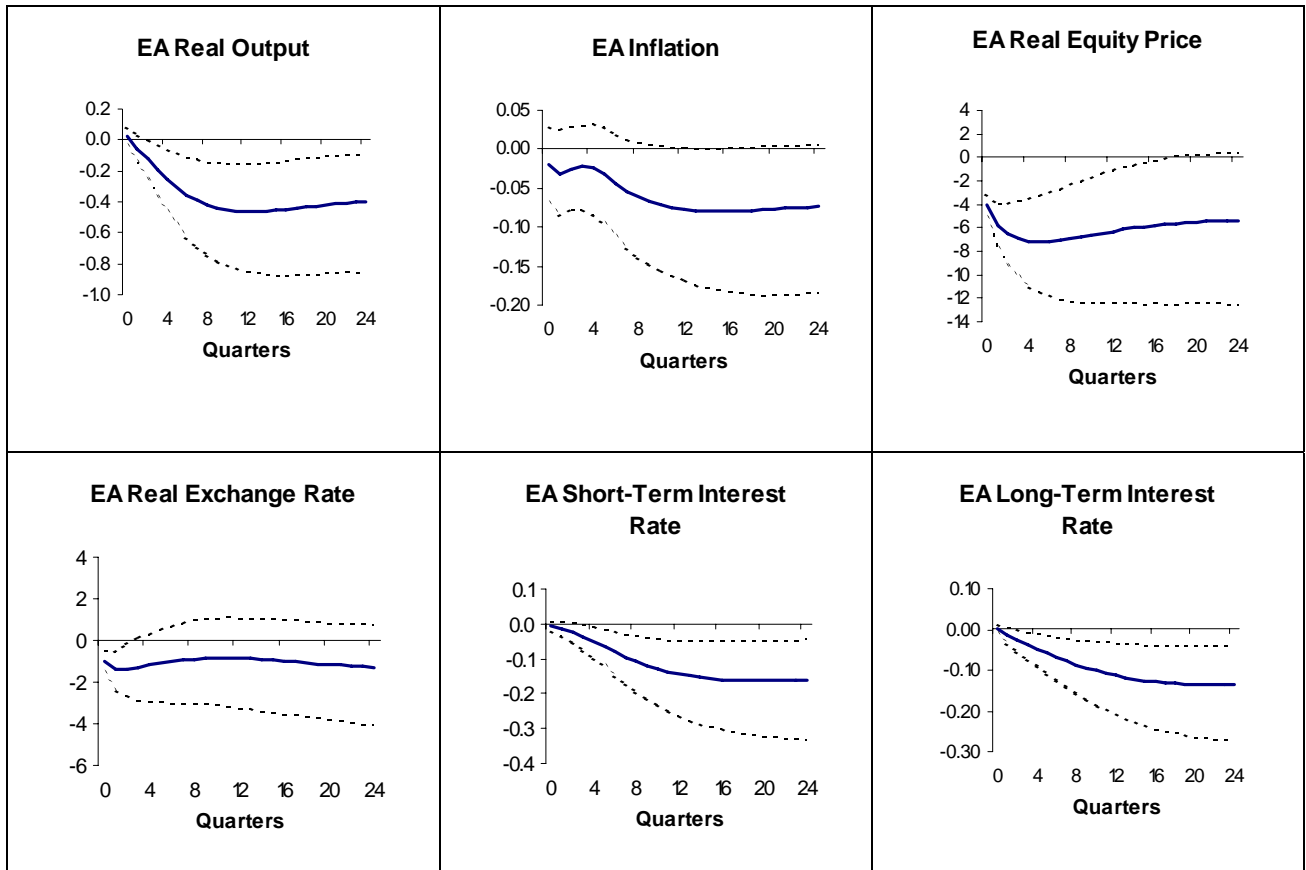 EA Real Output
0.2
0.0
-0.2
-0.4
-0.6
-0.8
-1.0
0 4 8 12 16 20 24
Quarters
EA Inflation
0.05
0.00
-0.05
-0.10
-0.15
-0.20
0 4 8 12 16 20 24
Quarters
EA Real Equity Price
4
2
0
-2
-4
-6
-8
-10
-12
-14
0 4 8 12 16 20 24
Quarters
EA Real Exchange Rate
4
2
0
-2
-4
-6
0 4 8 12 16 20 24
Quarters
EA Short-Term Interest
Rate
0.1
0.0
-0.1
-0.2
-0.3
-0.4
0 4 8 12 16 20 24
Quarters
EA Long-Term Interest
Rate
0.10
0.00
-0.10
-0.20
-0.30
0 4 8 12 16 20 24
Quarters